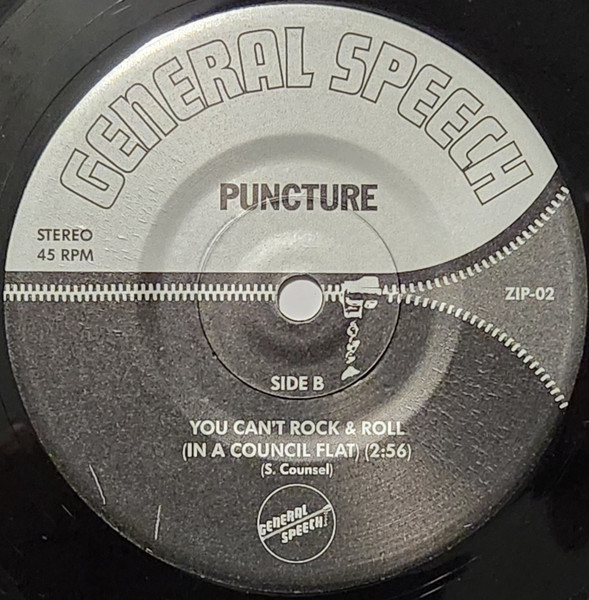 GENERAL SPEECH
PUNCTURE
STEREO
45 RPM
ZIP-02
SIDE B
YOU CAN'T ROCK & ROLL
(IN A COUNCIL FLAT) (2:56)
(S. Counsel)
GENERAL
SPEECH